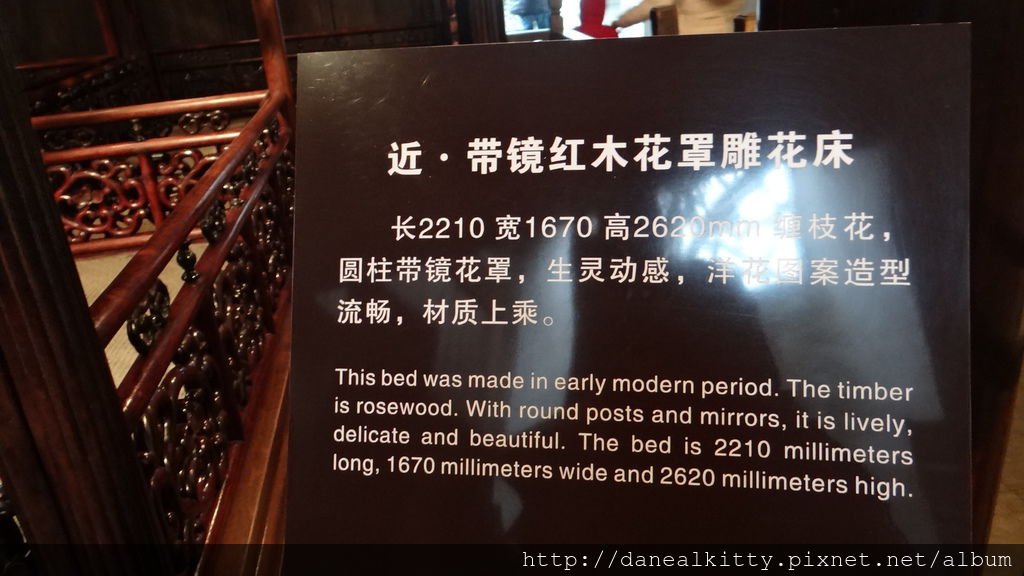 近·带镜红木花罩雕花床
长2210 宽1670 高2620mm 缠枝花，
圆柱带镜花罩，生灵动感，洋花图案造型
流畅，材质上乘。
This bed was made in early modern period. The timber
is rosewood. With round posts and mirrors, it is lively,
delicate and beautiful. The bed is 2210 millimeters
long, 1670 millimeters wide and 2620 millimeters high.
http://danealkitty.pixnet.net/album